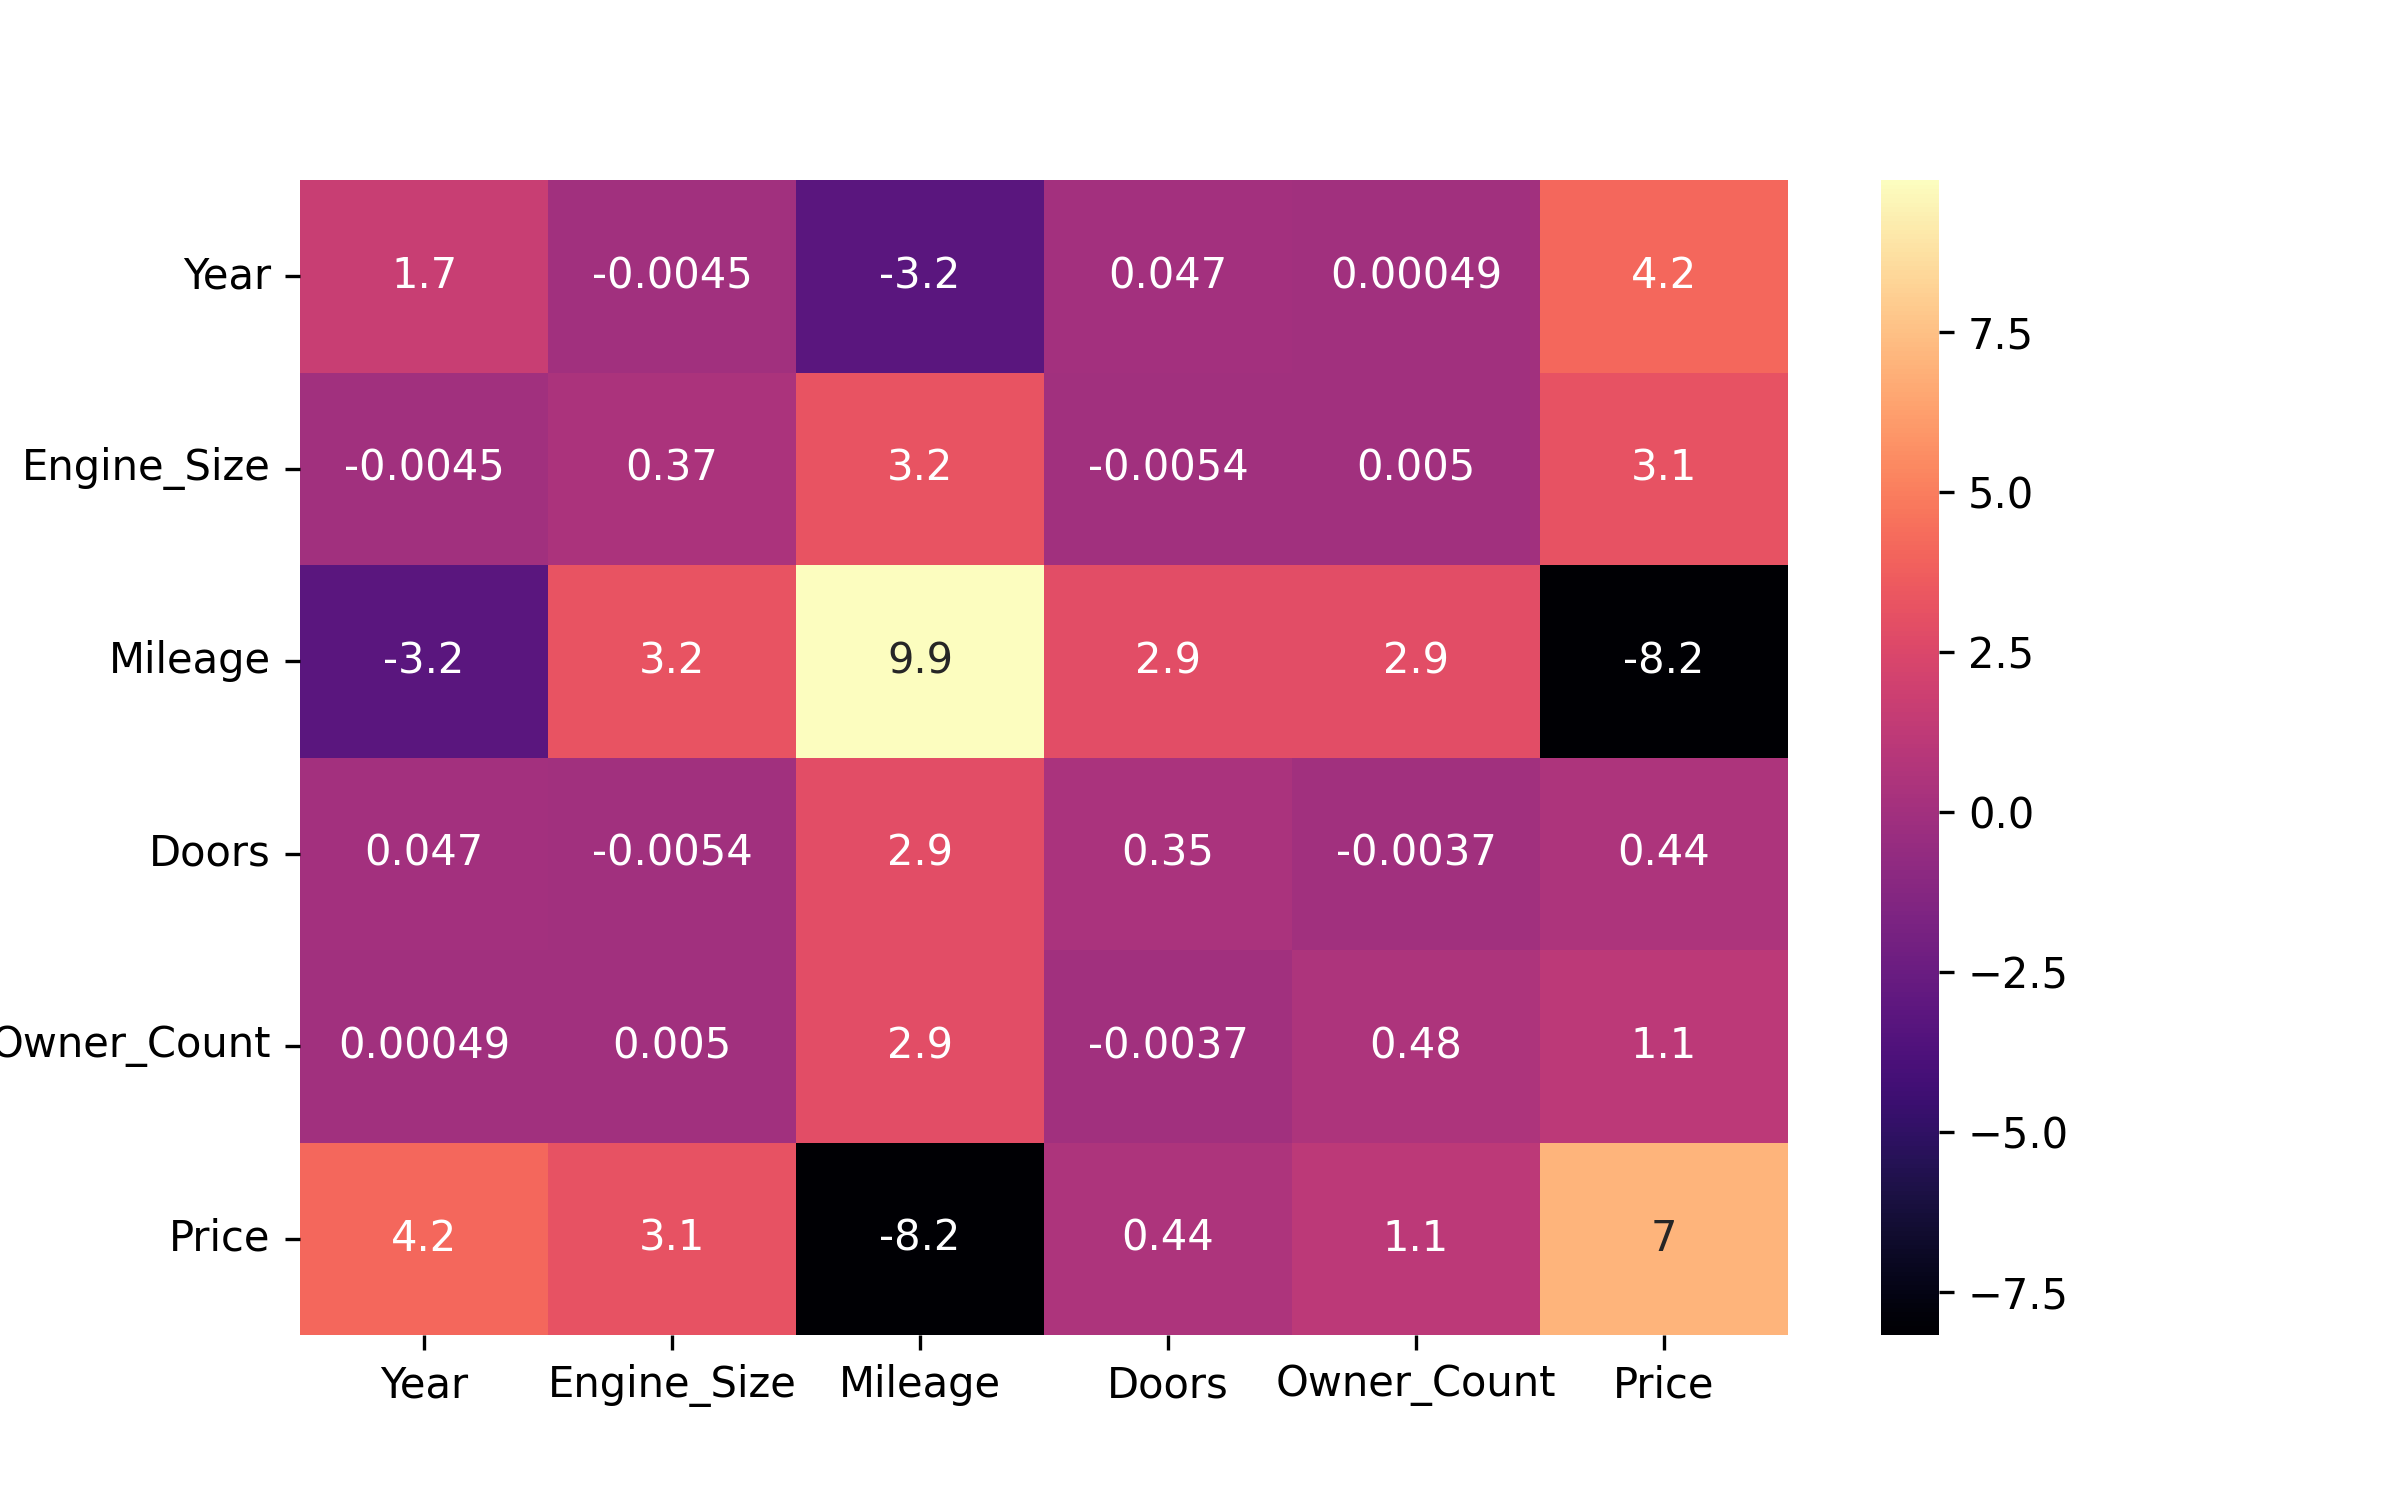 Year 1.7 -0.0045 -3.2 0.047 0.00049 4.2
Engine_Size -0.0045 0.37 3.2 -0.0054 0.005 3.1
Mileage -3.2 3.2 9.9 2.9 2.9 -8.2
Doors 0.047 -0.0054 2.9 0.35 -0.0037 0.44
Owner_Count 0.00049 0.005 2.9 -0.0037 0.48 1.1
Price 4.2 3.1 -8.2 0.44 1.1 7
Year Engine_Size Mileage Doors Owner_Count Price
7.5
5.0
2.5
0.0
−2.5
−5.0
−7.5